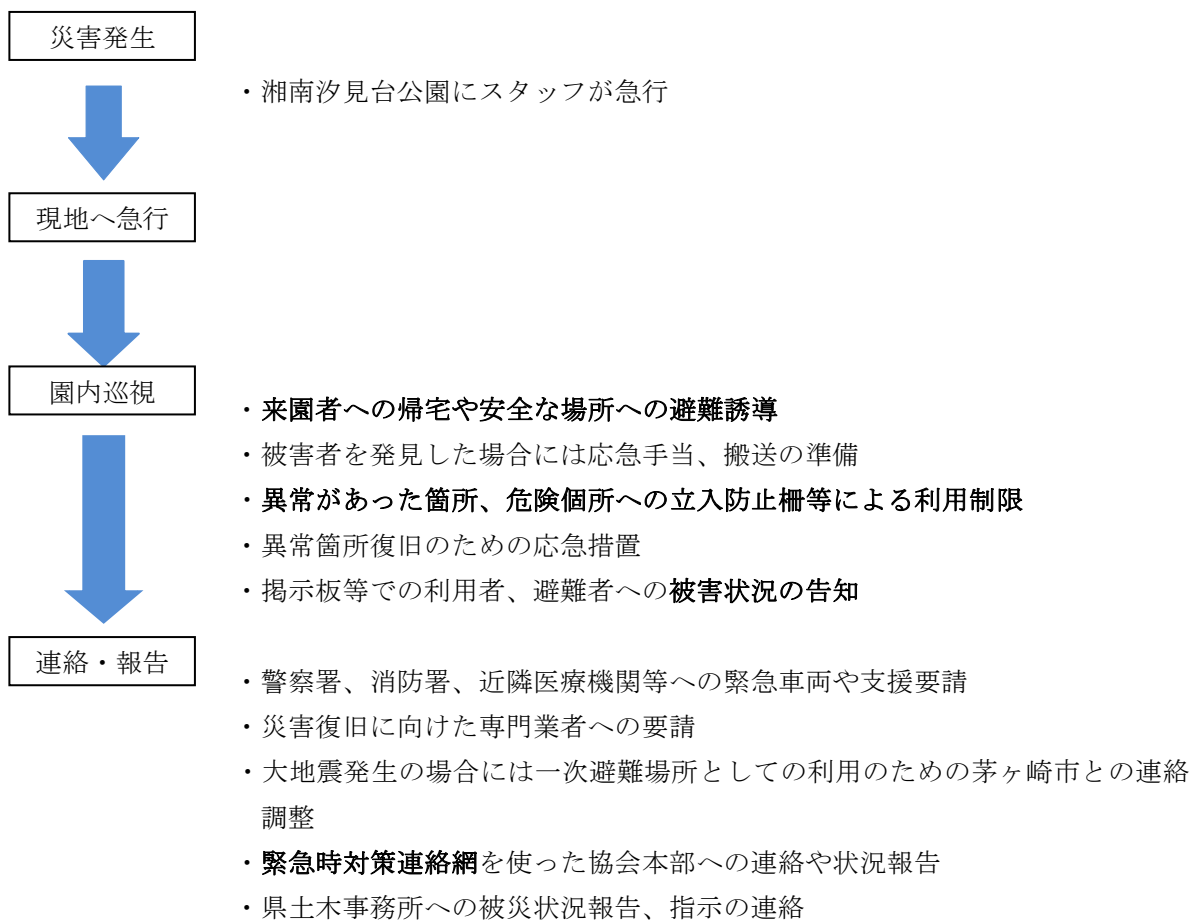 災害発生
・湘南汐見台公園にスタッフが急行
現地へ急行
園内巡視
・来園者への帰宅や安全な場所への避難誘導
・被害者を発見した場合には応急手当、搬送の準備
・異常があった箇所、危険個所への立入防止柵等による利用制限
・異常箇所復旧のための応急措置
・掲示板等での利用者、避難者への被害状況の告知
連絡・報告
・警察署、消防署、近隣医療機関等への緊急車両や支援要請
・災害復旧に向けた専門業者への要請
・大地震発生の場合には一次避難場所としての利用のための茅ヶ崎市との連絡
調整
・緊急時対策連絡網を使った協会本部への連絡や状況報告
・県土木事務所への被災状況報告、指示の連絡